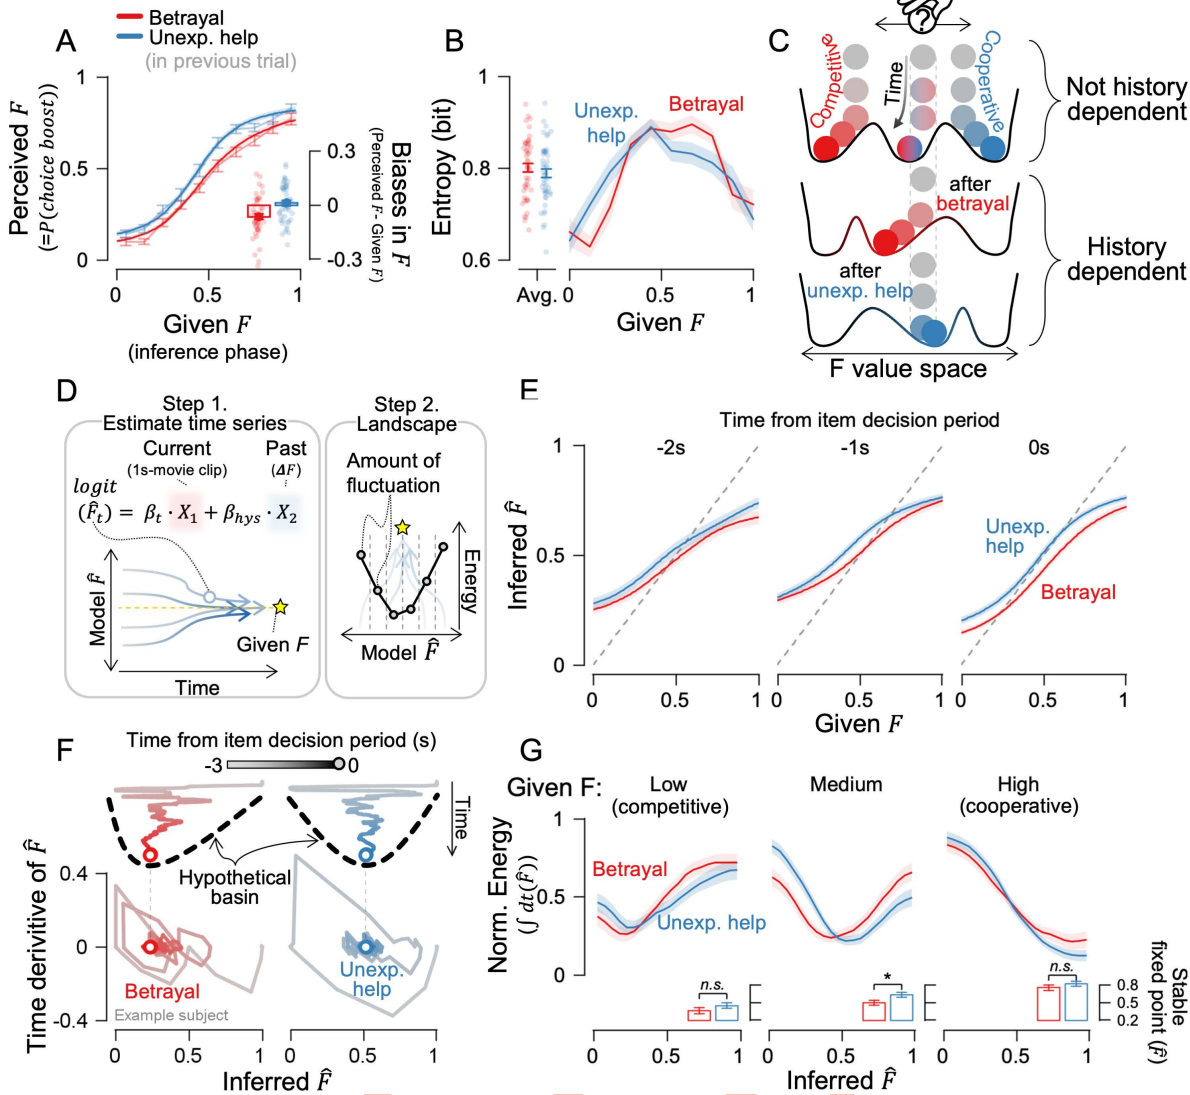 Betrayal
Unexp. help
(in previous trial)
A
Perceived F
(=P(choice boost))
1
0.5
0
0 0.5 1
Given F
(inference phase)
0.3
0
-0.3
Biases in F
(Perceived F- Given F)
B
Entropy (bit)
1
0.8
0.6
Unexp.
help
Betrayal
Avg. 0 0.5 1
Given F
C
?
Competitive
Time
Cooperative
Not history
dependent
after
betrayal
after
unexp. help
History
dependent
F value space
D
Step 1.
Estimate time series
Current
(1s-movie clip)
Past
(ΔF)
logit
(F̂t) = βt · X1 + βhys · X2
Model F̂
Given F
Time
Step 2.
Landscape
Amount of
fluctuation
Energy
Model F̂
E
Time from item decision period
-2s -1s 0s
Inferred F̂
1
0.5
0
Unexp.
help
Betrayal
0 0.5 1 0 0.5 1 0 0.5 1
Given F
F
Time from item decision period (s)
-3 0
Time
Hypothetical
basin
Time derivitive of F̂
0.4
0
-0.4
Betrayal
Example subject
Unexp.
help
0 0.5 1 0 0.5 1
Inferred F̂
G
Given F:
Low
(competitive)
Medium
High
(cooperative)
Norm. Energy
(∫ dt(F̂))
1
0.5
0
Betrayal
Unexp. help
n.s.
*
n.s.
0.8
0.5
0.2
Stable
fixed point (F̂)
0 0.5 1 0 0.5 1 0 0.5 1
Inferred F̂